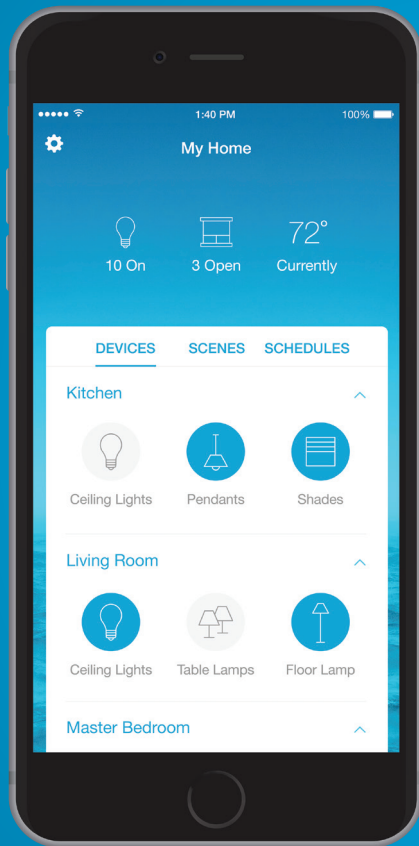 1:40 PM 100%
My Home
72°
10 On 3 Open Currently
DEVICES SCENES SCHEDULES
Kitchen
Ceiling Lights Pendants Shades
Living Room
Ceiling Lights Table Lamps Floor Lamp
Master Bedroom